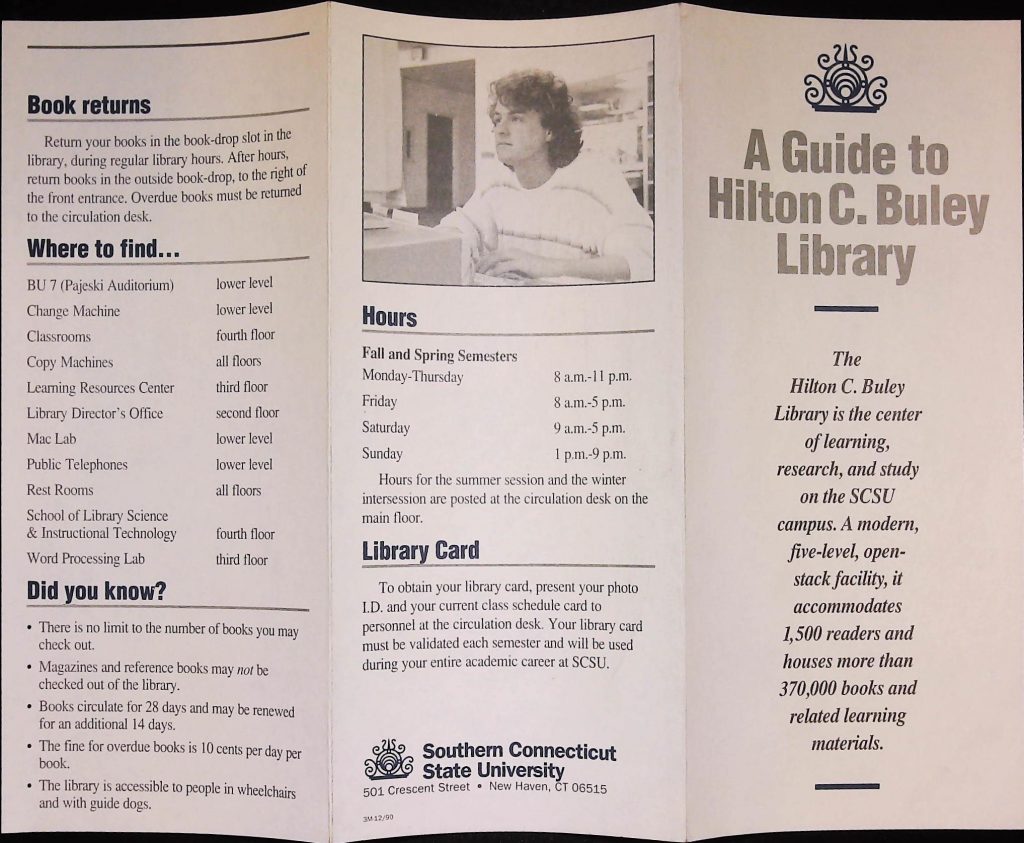 Book returns
Return your books in the book-drop slot in the
library, during regular library hours. After hours,
return books in the outside book-drop, to the right of
the front entrance. Overdue books must be returned
to the circulation desk.
Where to find...
BU 7 (Pajeski Auditorium) lower level
Change Machine lower level
Classrooms fourth floor
Copy Machines all floors
Learning Resources Center third floor
Library Director's Office second floor
Mac Lab lower level
Public Telephones lower level
Rest Rooms all floors
School of Library Science
& Instructional Technology fourth floor
Word Processing Lab third floor
Did you know?
• There is no limit to the number of books you may
check out.
• Magazines and reference books may not be
checked out of the library.
• Books circulate for 28 days and may be renewed
for an additional 14 days.
• The fine for overdue books is 10 cents per day per
book.
• The library is accessible to people in wheelchairs
and with guide dogs.
Hours
Fall and Spring Semesters
Monday-Thursday 8 a.m.-11 p.m.
Friday 8 a.m.-5 p.m.
Saturday 9 a.m.-5 p.m.
Sunday 1 p.m.-9 p.m.
Hours for the summer session and the winter
intersession are posted at the circulation desk on the
main floor.
Library Card
To obtain your library card, present your photo
I.D. and your current class schedule card to
personnel at the circulation desk. Your library card
must be validated each semester and will be used
during your entire academic career at SCSU.
Southern Connecticut
State University
501 Crescent Street • New Haven, CT 06515
3M-12/90
A Guide to
Hilton C. Buley
Library
The
Hilton C. Buley
Library is the center
of learning,
research, and study
on the SCSU
campus. A modern,
five-level, open-
stack facility, it
accommodates
1,500 readers and
houses more than
370,000 books and
related learning
materials.